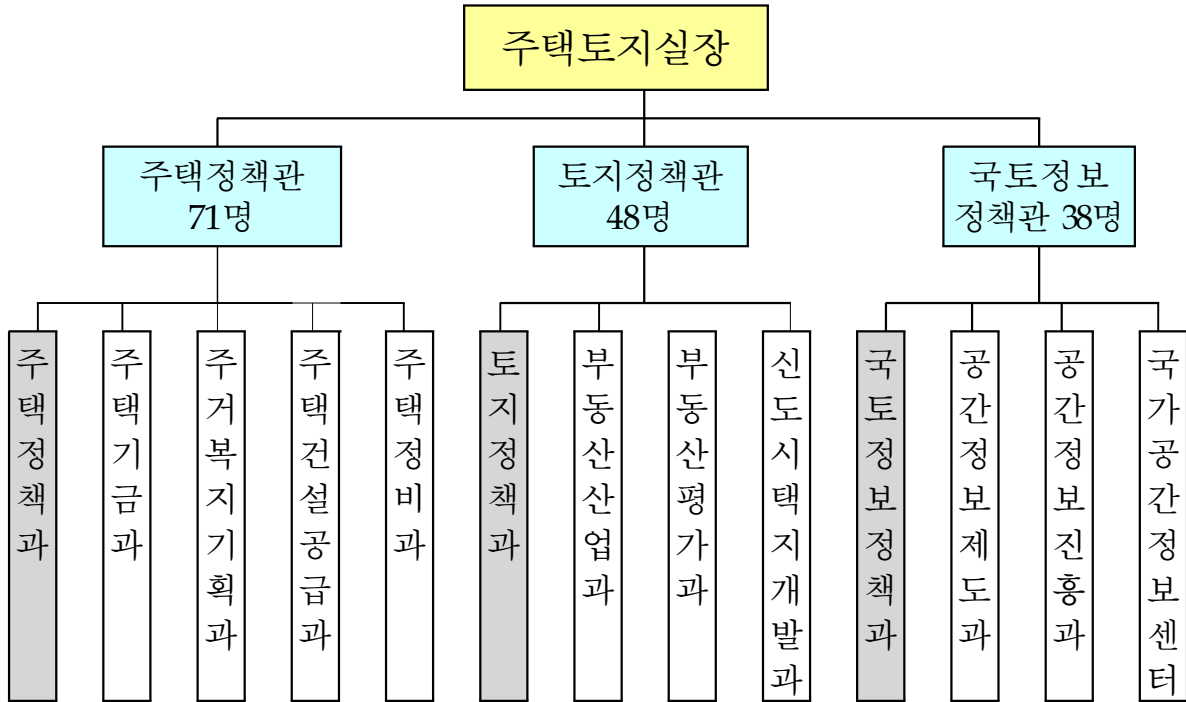 주택토지실장
주택정책관
71명
토지정책관
48명
국토정보
정책관 38명
주택정책과
주택기금과
주거복지기획과
주택건설공급과
주택정비과
토지정책과
부동산산업과
부동산평가과
신도시택지개발과
국토정보정책과
공간정보제도과
공간정보진흥과
국가공간정보센터